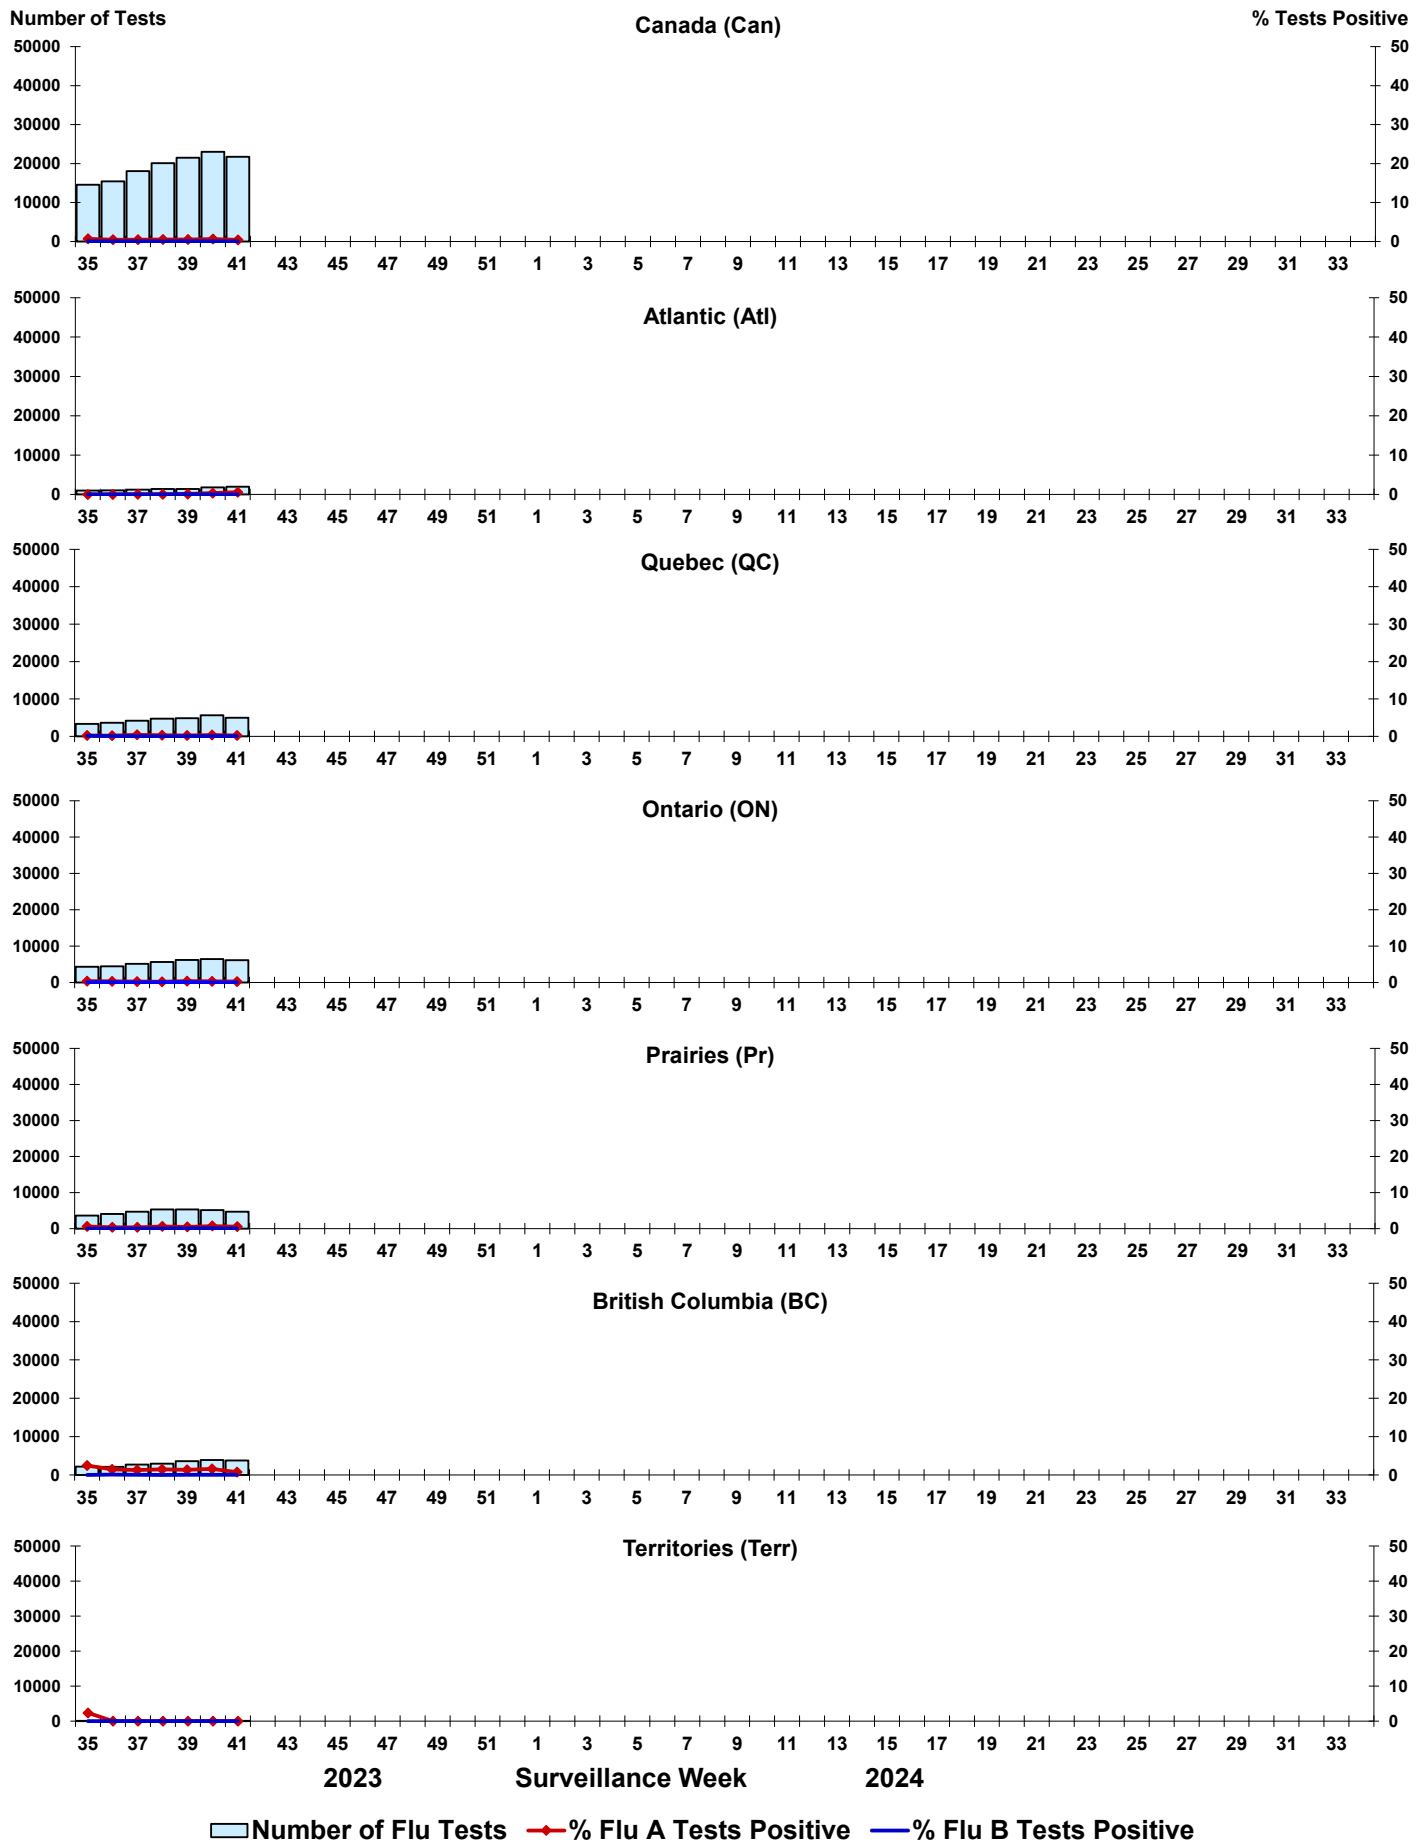 Number of Tests Canada (Can) % Tests Positive
50000 50
40000 40
30000 30
20000 20
10000 10
0 0
35 37 39 41 43 45 47 49 51 1 3 5 7 9 11 13 15 17 19 21 23 25 27 29 31 33
Atlantic (Atl)
50000 50
40000 40
30000 30
20000 20
10000 10
0 0
35 37 39 41 43 45 47 49 51 1 3 5 7 9 11 13 15 17 19 21 23 25 27 29 31 33
Quebec (QC)
50000 50
40000 40
30000 30
20000 20
10000 10
0 0
35 37 39 41 43 45 47 49 51 1 3 5 7 9 11 13 15 17 19 21 23 25 27 29 31 33
Ontario (ON)
50000 50
40000 40
30000 30
20000 20
10000 10
0 0
35 37 39 41 43 45 47 49 51 1 3 5 7 9 11 13 15 17 19 21 23 25 27 29 31 33
Prairies (Pr)
50000 50
40000 40
30000 30
20000 20
10000 10
0 0
35 37 39 41 43 45 47 49 51 1 3 5 7 9 11 13 15 17 19 21 23 25 27 29 31 33
British Columbia (BC)
50000 50
40000 40
30000 30
20000 20
10000 10
0 0
35 37 39 41 43 45 47 49 51 1 3 5 7 9 11 13 15 17 19 21 23 25 27 29 31 33
Territories (Terr)
50000 50
40000 40
30000 30
20000 20
10000 10
0 0
35 37 39 41 43 45 47 49 51 1 3 5 7 9 11 13 15 17 19 21 23 25 27 29 31 33
2023 Surveillance Week 2024
Number of Flu Tests % Flu A Tests Positive % Flu B Tests Positive